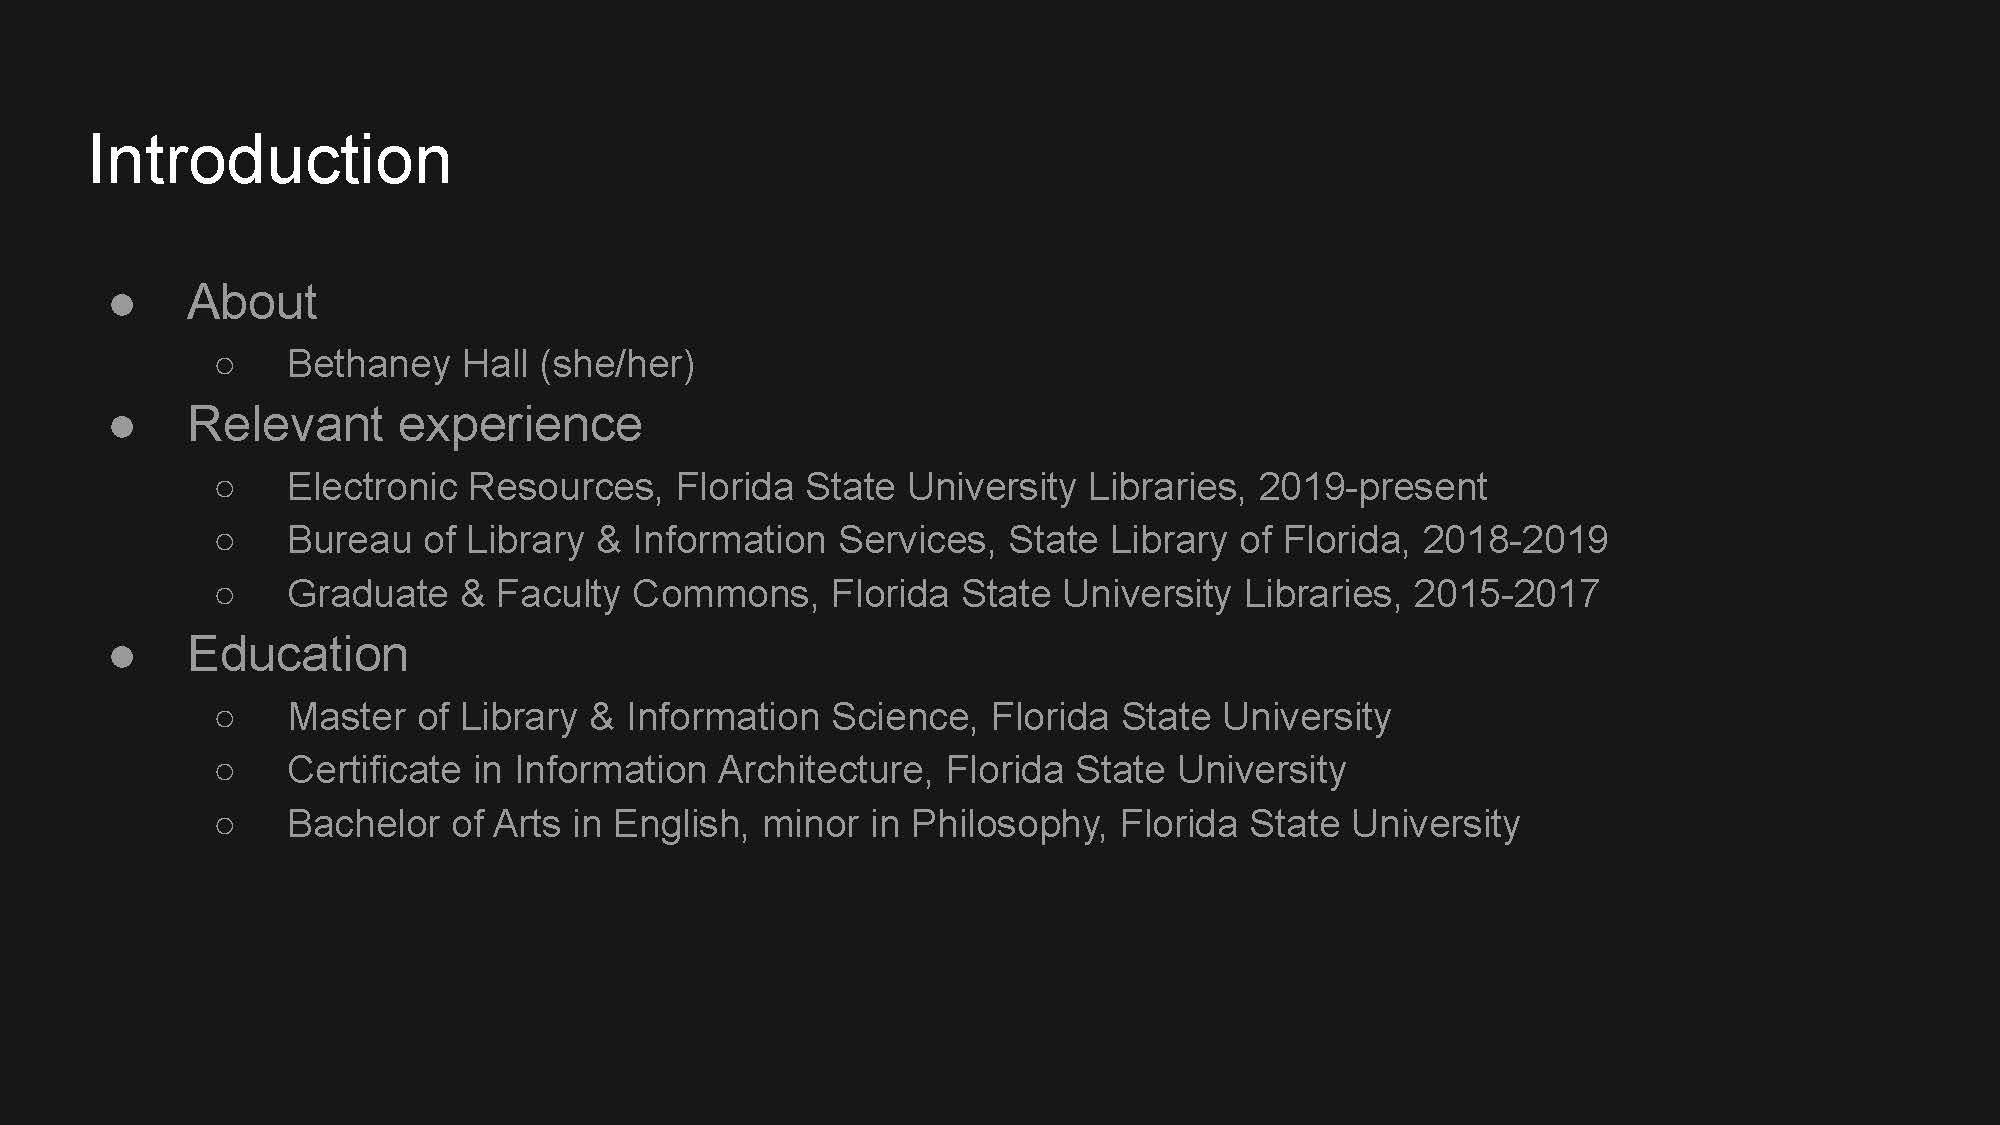 Introduction
● About
○ Bethaney Hall (she/her)
● Relevant experience
○ Electronic Resources, Florida State University Libraries, 2019-present
○ Bureau of Library & Information Services, State Library of Florida, 2018-2019
○ Graduate & Faculty Commons, Florida State University Libraries, 2015-2017
● Education
○ Master of Library & Information Science, Florida State University
○ Certificate in Information Architecture, Florida State University
○ Bachelor of Arts in English, minor in Philosophy, Florida State University